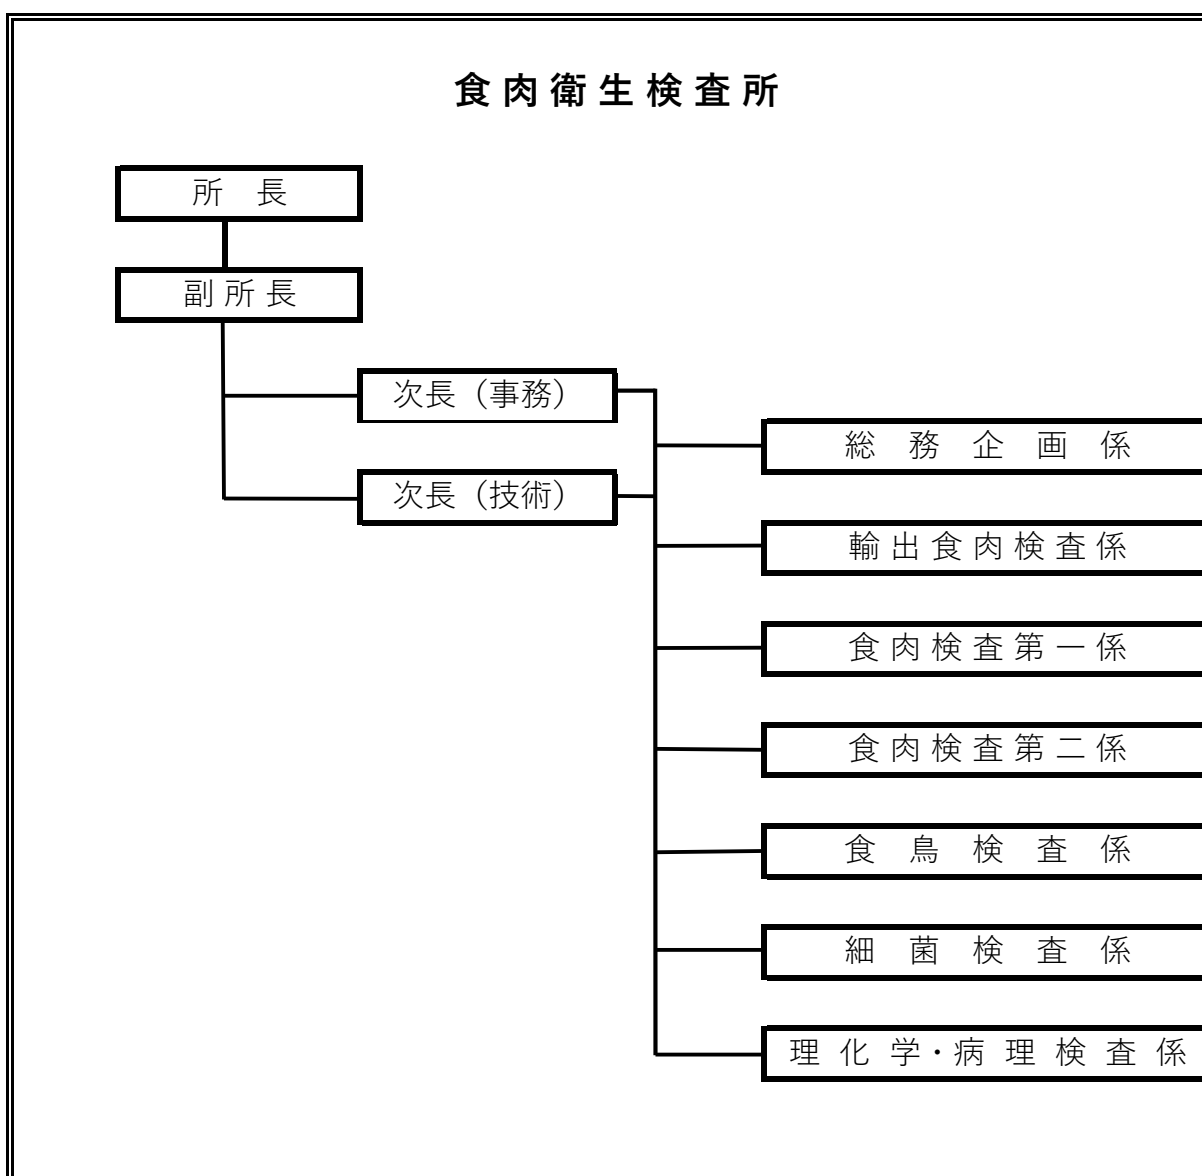 食肉衛生検査所
所　長
副所長
次長（事務）
次長（技術）
総務企画係
輸出食肉検査係
食肉検査第一係
食肉検査第二係
食鳥検査係
細菌検査係
理化学・病理検査係